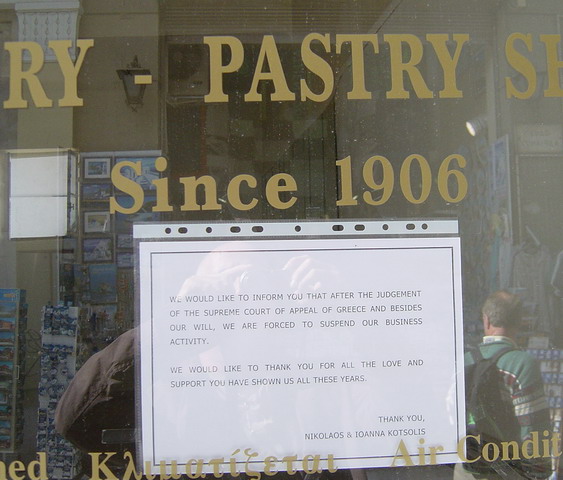 RY - PASTRY SH
Since 1906
WE WOULD LIKE TO INFORM YOU THAT AFTER THE JUDGEMENT
OF THE SUPREME COURT OF APPEAL OF GREECE AND BESIDES
OUR WILL, WE ARE FORCED TO SUSPEND OUR BUSINESS
ACTIVITY.
WE WOULD LIKE TO THANK YOU FOR ALL THE LOVE AND
SUPPORT YOU HAVE SHOWN US ALL THESE YEARS.
THANK YOU,
NIKOLAOS & IOANNA KOTSOLIS
ned Κλιματίζεται Air Condit